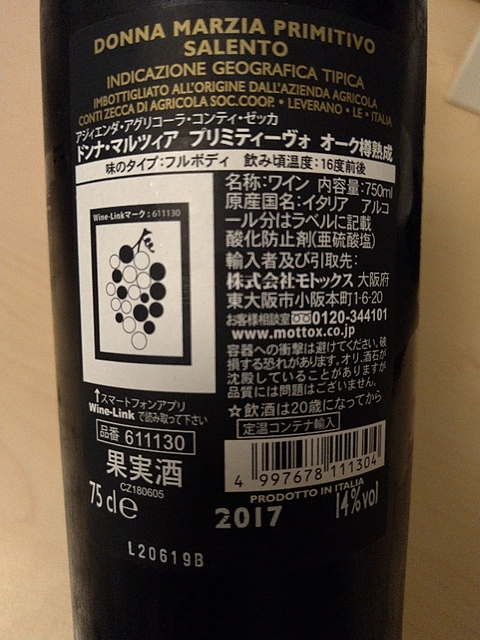 DONNA MARZIA PRIMITIVO
SALENTO
INDICAZIONE GEOGRAFICA TIPICA
IMBOTTIGLIATO ALL'ORIGINE DALL'AZIENDA AGRICOLA
CONTI ZECCA DI AGRICOLA SOC.COOP. • LEVERANO • LE • ITALIA
アジィエンダ・アグリコーラ・コンティ・ゼッカ
ドンナ・マルツィア プリミティーヴォ オーク樽熟成
味のタイプ:フルボディ 飲み頃温度:16度前後
Wine-Linkマーク:611130
↑スマートフォンアプリ
Wine-Linkで読み取って下さい
品番 611130
果実酒
CZ180605
75 cl e
名称:ワイン 内容量:750ml
原産国名:イタリア アルコ
ール分はラベルに記載
酸化防止剤(亜硫酸塩)
輸入者及び引取先:
株式会社モトックス 大阪府
東大阪市小阪本町1-6-20
お客様相談室 0120-344101
www.mottox.co.jp
容器への衝撃は避けてください。破
損する恐れがあります。オリ、酒石が
沈殿していることがありますが
品質には問題はございません。
☆飲酒は20歳になってから
定温コンテナ輸入
4 997678 111304
PRODOTTO IN ITALIA
2017
14%vol
L20619B